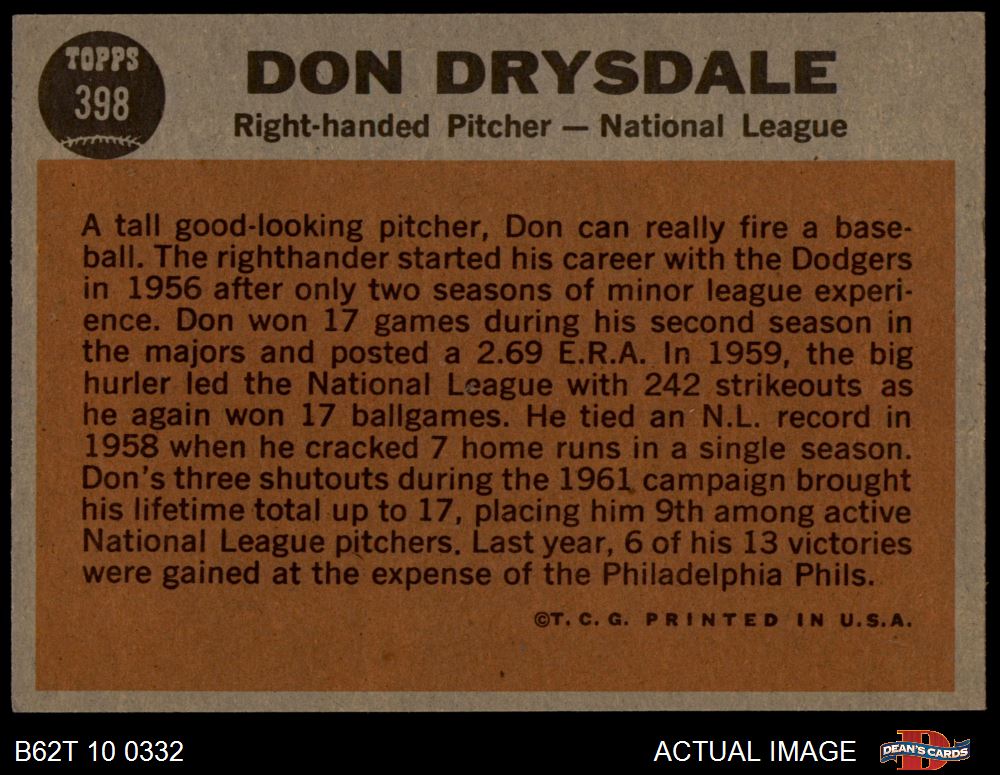 TOPPS
398
DON DRYSDALE
Right-handed Pitcher — National League
A tall good-looking pitcher, Don can really fire a base-
ball. The righthander started his career with the Dodgers
in 1956 after only two seasons of minor league experi-
ence. Don won 17 games during his second season in
the majors and posted a 2.69 E.R.A. In 1959, the big
hurler led the National League with 242 strikeouts as
he again won 17 ballgames. He tied an N.L. record in
1958 when he cracked 7 home runs in a single season.
Don's three shutouts during the 1961 campaign brought
his lifetime total up to 17, placing him 9th among active
National League pitchers. Last year, 6 of his 13 victories
were gained at the expense of the Philadelphia Phils.
©T. C. G. PRINTED IN U.S.A.
B62T 10 0332
ACTUAL IMAGE
D
DEAN'S CARDS